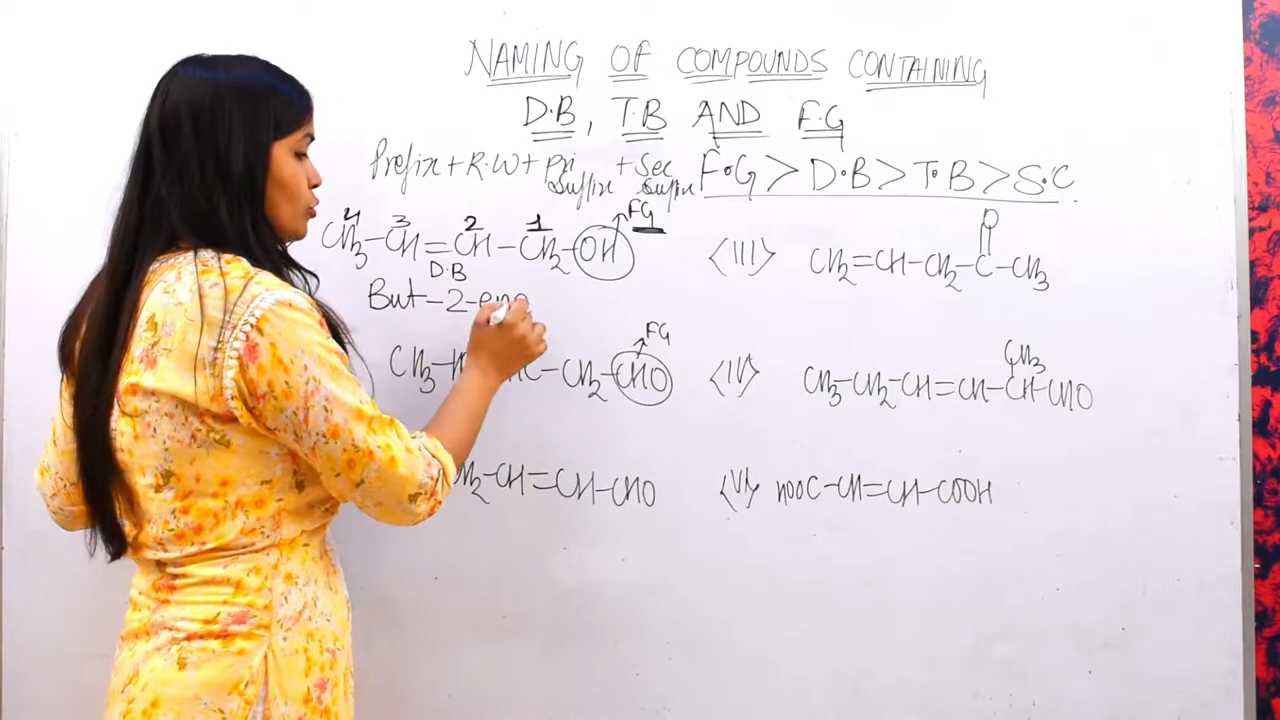 NAMING OF COMPOUNDS CONTAINING
D.B, T.B AND F.G
Prefix + R.W + Pri Suffix + Sec Suffix
F.G > D.B > T.B > S.C
4 3 2 1
CH3-CH=CH-CH2-OH
FG
D.B
But-2-eno
<III> CH2=CH-CH2-C-CH3
O
CH3-
C-CH2-CHO
FG
<IV> CH3-CH2-CH=CH-CH-CHO
CH3
CH2-CH=CH-CHO
<VI> HOOC-CH=CH-COOH